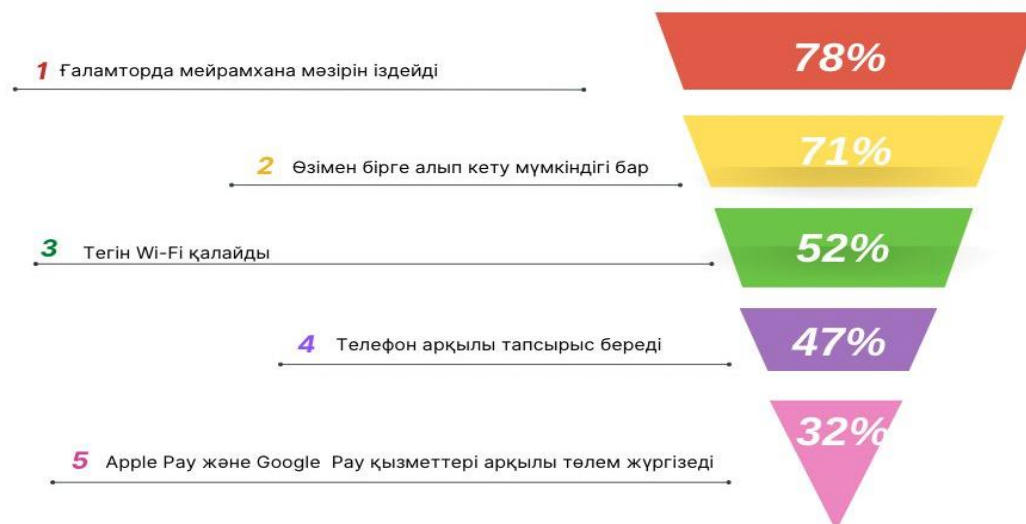 78%
1 Ғаламторда мейрамхана мәзірін іздейді
71%
2 Өзімен бірге алып кету мүмкіндігі бар
52%
3 Тегін Wi-Fi қалайды
47%
4 Телефон арқылы тапсырыс береді
32%
5 Apple Pay және Google Pay қызметтері арқылы төлем жүргізеді